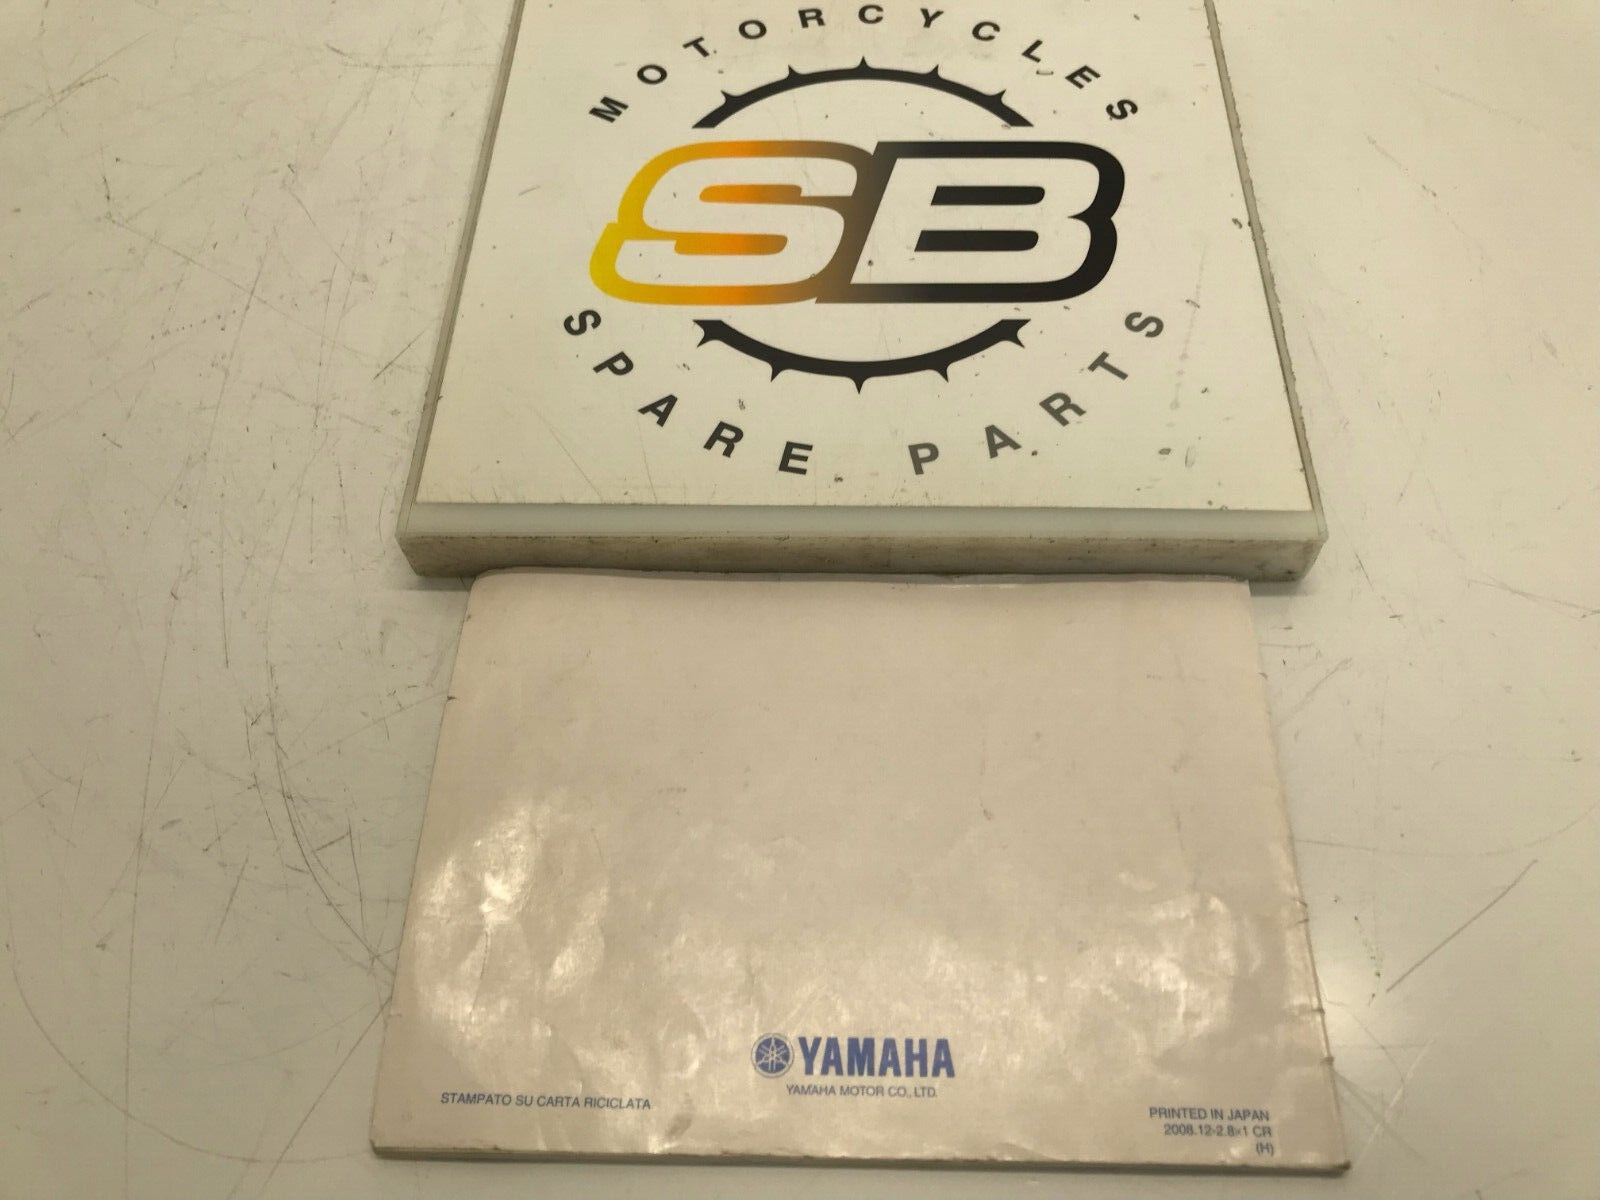 MOTORCYCLES
SB
SPARE PARTS
YAMAHA
YAMAHA MOTOR CO., LTD.
STAMPATO SU CARTA RICICLATA
PRINTED IN JAPAN
2008.12-2.8×1 CR
(H)